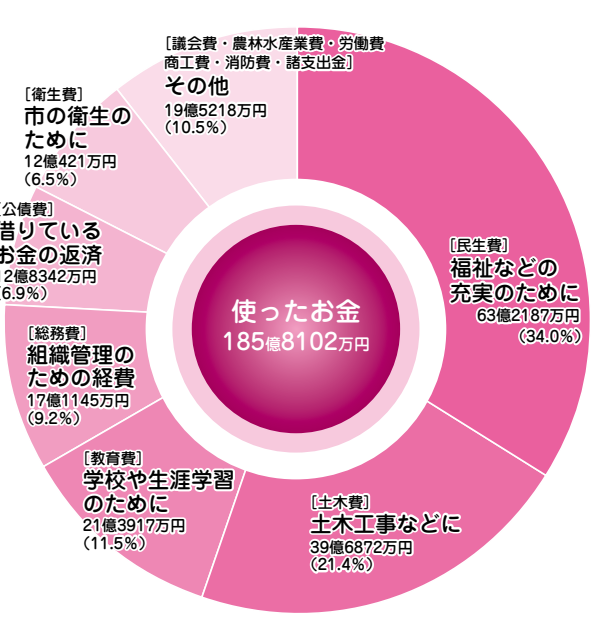 [議会費・農林水産業費・労働費
商工費・消防費・諸支出金]
その他
19億5218万円
(10.5%)
[衛生費]
市の衛生の
ために
12億421万円
(6.5%)
[公債費]
借りている
お金の返済
12億8342万円
(6.9%)
[総務費]
組織管理の
ための経費
17億1145万円
(9.2%)
[教育費]
学校や生涯学習
のために
21億3917万円
(11.5%)
[土木費]
土木工事などに
39億6872万円
(21.4%)
[民生費]
福祉などの
充実のために
63億2187万円
(34.0%)
使ったお金
185億8102万円